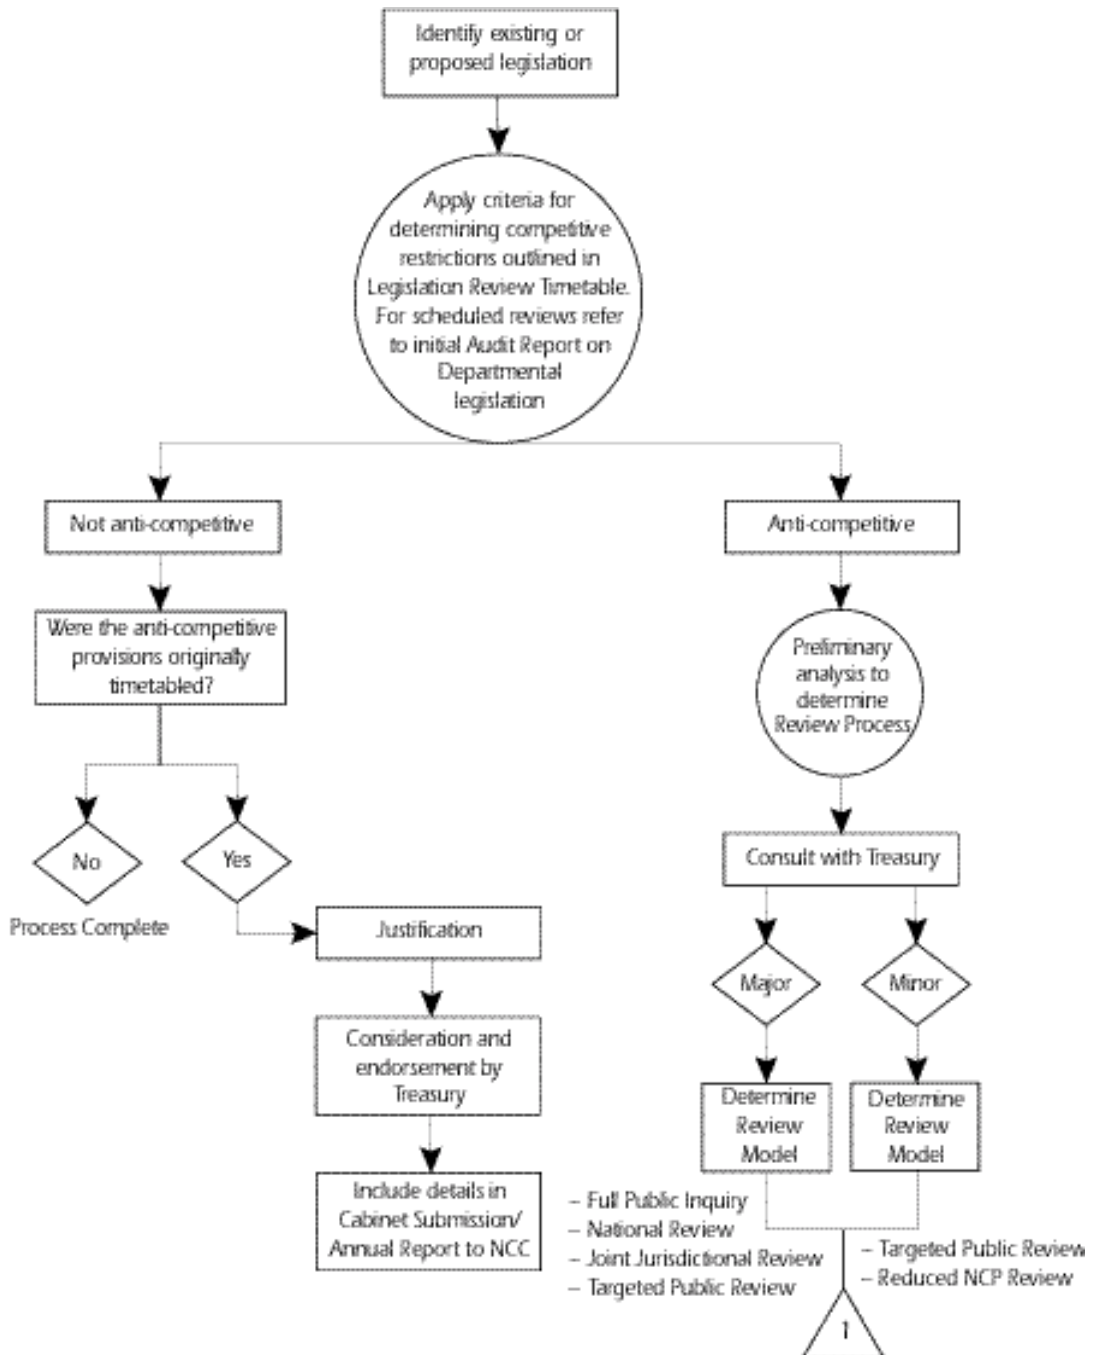 Identify existing or
proposed legislation
Apply criteria for
determining competitive
restrictions outlined in
Legislation Review Timetable.
For scheduled reviews refer
to initial Audit Report on
Departmental
legislation
Not anti-competitive
Anti-competitive
Were the anti-competitive
provisions originally
timetabled?
Preliminary
analysis to
determine
Review Process
No
Yes
Process Complete
Consult with Treasury
Justification
Major
Minor
Consideration and
endorsement by
Treasury
Determine
Review
Model
Determine
Review
Model
Include details in
Cabinet Submission/
Annual Report to NCC
– Full Public Inquiry
– National Review
– Joint Jurisdictional Review
– Targeted Public Review
– Targeted Public Review
– Reduced NCP Review
1